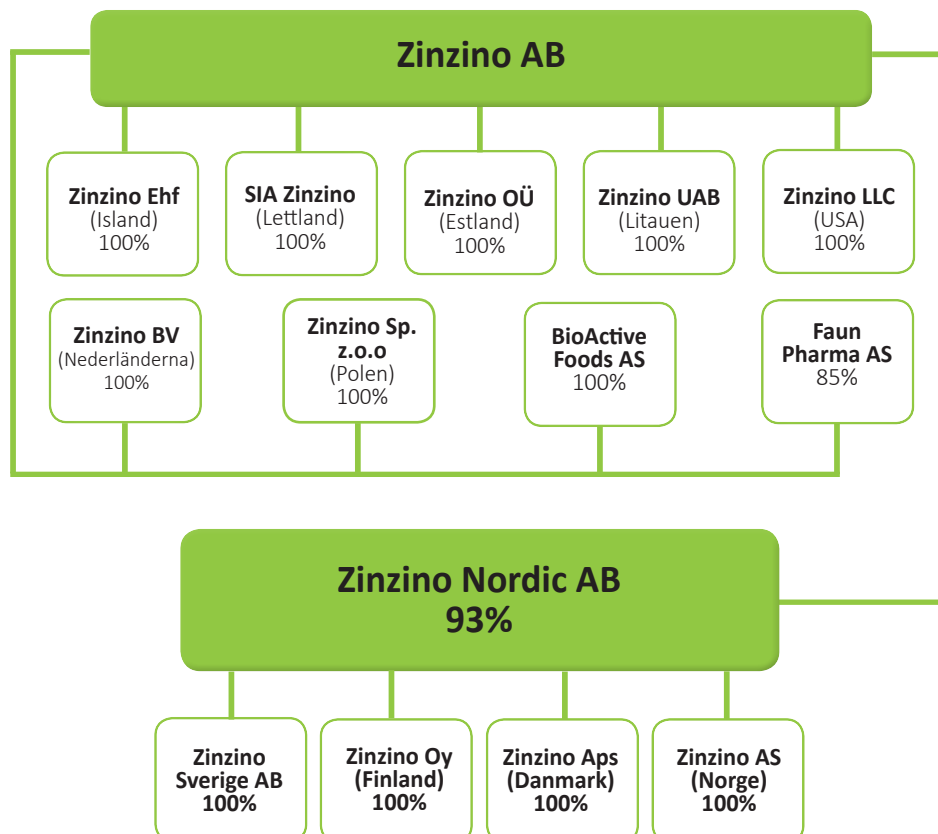 Zinzino AB
Zinzino Ehf
(Island)
100%
SIA Zinzino
(Lettland)
100%
Zinzino OÜ
(Estland)
100%
Zinzino UAB
(Litauen)
100%
Zinzino LLC
(USA)
100%
Zinzino BV
(Nederländerna)
100%
Zinzino Sp.
z.o.o
(Polen)
100%
BioActive
Foods AS
100%
Faun
Pharma AS
85%
Zinzino Nordic AB
93%
Zinzino
Sverige AB
100%
Zinzino Oy
(Finland)
100%
Zinzino Aps
(Danmark)
100%
Zinzino AS
(Norge)
100%